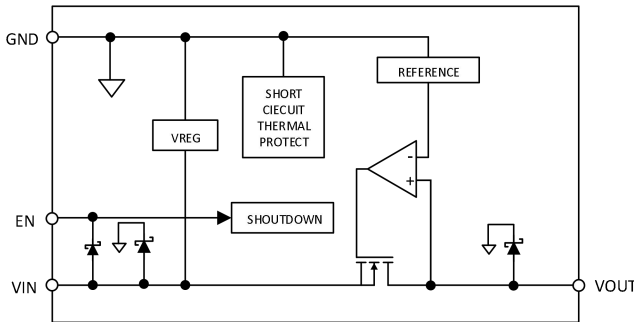 GND
REFERENCE
SHORT
CIECUIT
THERMAL
PROTECT
VREG
-
+
EN
SHOUTDOWN
VIN
VOUT